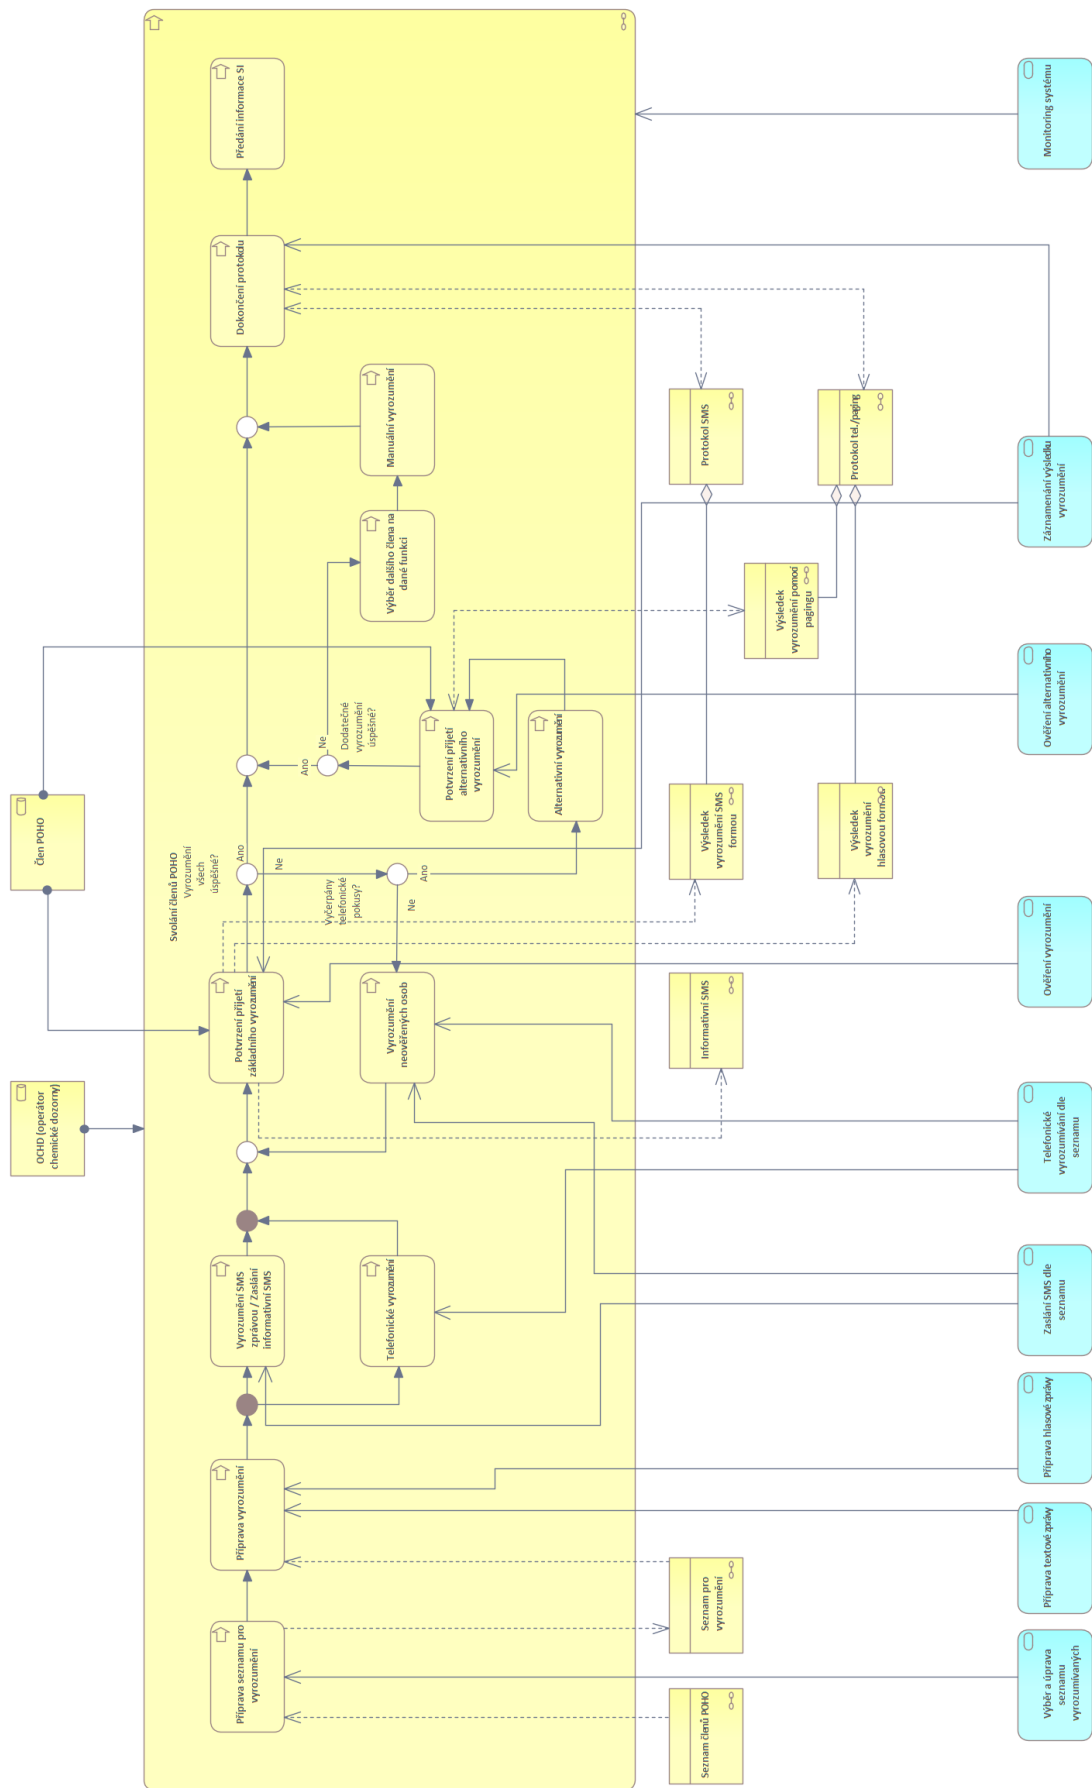 OCHD (operátor
chemické dozorny)
Člen POHO
Svolání členů POHO
Příprava seznamu pro
vyrozumění
Příprava vyrozumění
Vyrozumění SMS
zprávou / Zaslání
informativní SMS
Telefonické vyrozumění
Potvrzení přijetí
základního vyrozumění
Vyrozumění
neověřených osob
Vyrozumění
všech
úspěšné?
Ano
Ne
Vyčerpány
telefonické
pokusy?
Ne
Ano
Alternativní vyrozumění
Potvrzení přijetí
alternativního
vyrozumění
Dodatečné
vyrozumění
úspěšné?
Ano
Ne
Výběr dalšího člena na
dané funkci
Manuální vyrozumění
Dokončení protokolu
Předání informace SI
Seznam členů POHO
Seznam pro
vyrozumění
Informativní SMS
Výsledek
vyrozumění SMS
formou
Výsledek
vyrozumění
hlasovou formou
Výsledek
vyrozumění pomocí
pagingu
Protokol SMS
Protokol tel./paging
Výběr a úprava
seznamu
vyrozumívaných
Příprava textové zprávy
Příprava hlasové zprávy
Zaslání SMS dle
seznamu
Telefonické
vyrozumívání dle
seznamu
Ověření vyrozumění
Ověření alternativního
vyrozumění
Záznamenání výsledku
vyrozumění
Monitoring systému